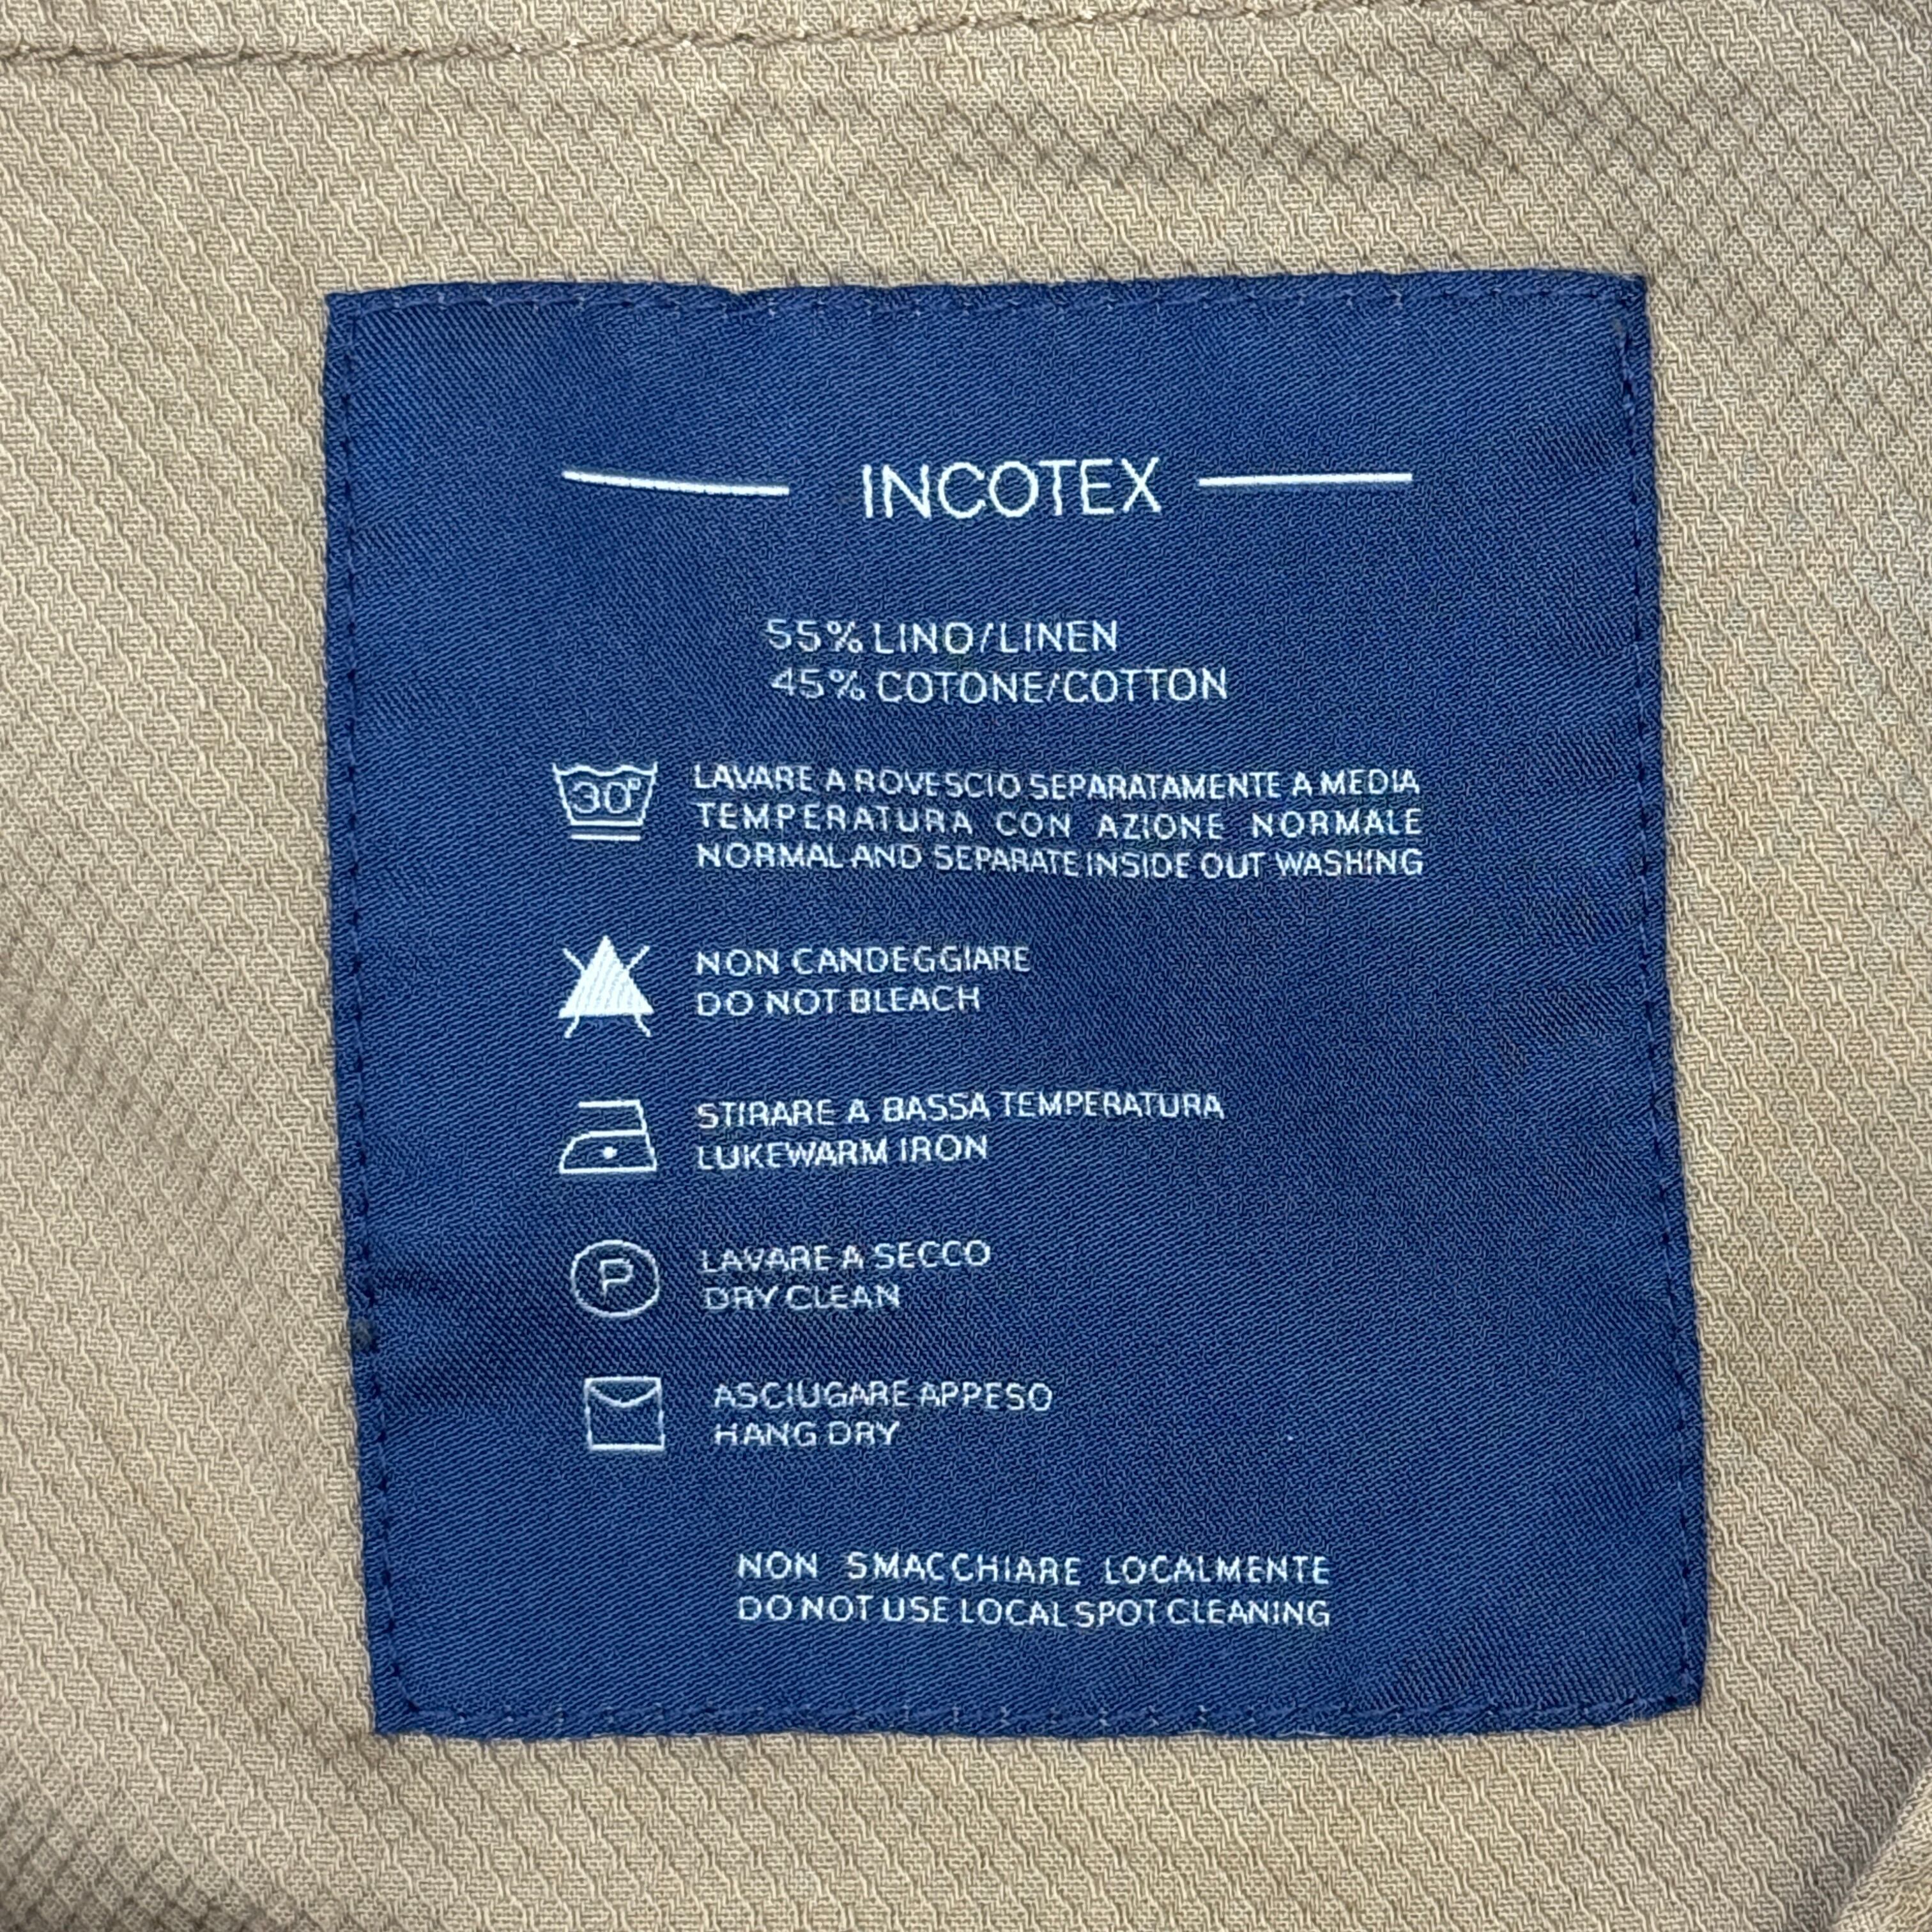 INCOTEX
55% LINO/LINEN
45% COTONE/COTTON
30°
LAVARE A ROVESCIO SEPARATAMENTE A MEDIA
TEMPERATURA CON AZIONE NORMALE
NORMAL AND SEPARATE INSIDE OUT WASHING
NON CANDEGGIARE
DO NOT BLEACH
STIRARE A BASSA TEMPERATURA
LUKEWARM IRON
P
LAVARE A SECCO
DRY CLEAN
ASCIUGARE APPESO
HANG DRY
NON SMACCHIARE LOCALMENTE
DO NOT USE LOCAL SPOT CLEANING